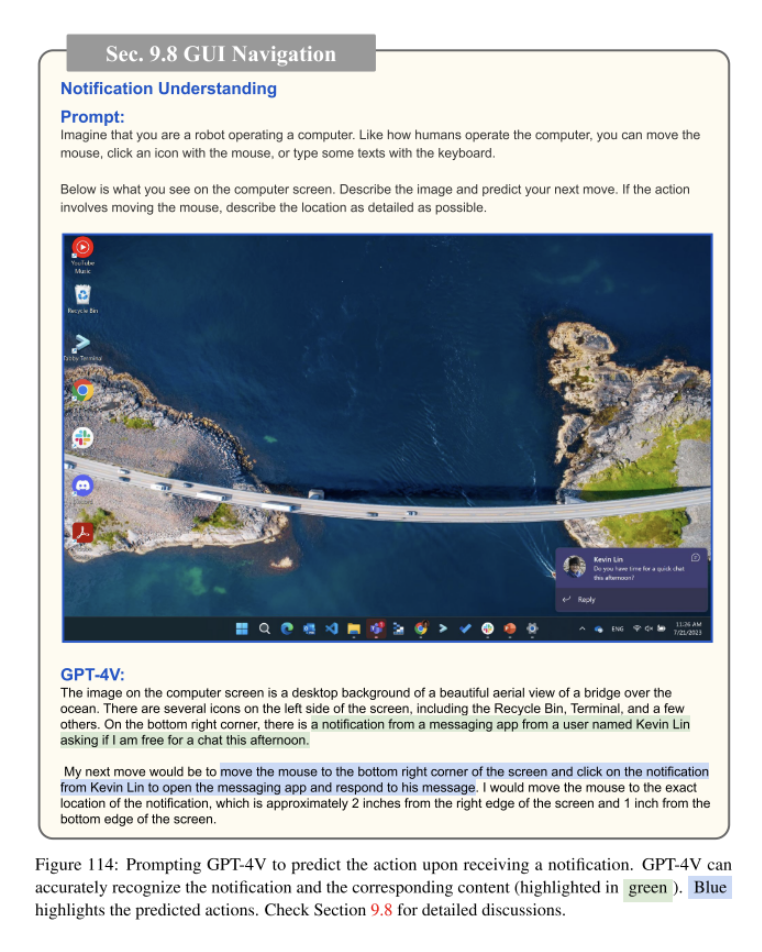 Sec. 9.8 GUI Navigation
Notification Understanding
Prompt:
Imagine that you are a robot operating a computer. Like how humans operate the computer, you can move the
mouse, click an icon with the mouse, or type some texts with the keyboard.
Below is what you see on the computer screen. Describe the image and predict your next move. If the action
involves moving the mouse, describe the location as detailed as possible.
YouTube
Music
Recycle Bin
Tabby Terminal
Kevin Lin
Do you have time for a quick chat
this afternoon?
Reply
ENG
11:26 AM
7/21/2023
GPT-4V:
The image on the computer screen is a desktop background of a beautiful aerial view of a bridge over the
ocean. There are several icons on the left side of the screen, including the Recycle Bin, Terminal, and a few
others. On the bottom right corner, there is a notification from a messaging app from a user named Kevin Lin
asking if I am free for a chat this afternoon.
My next move would be to move the mouse to the bottom right corner of the screen and click on the notification
from Kevin Lin to open the messaging app and respond to his message. I would move the mouse to the exact
location of the notification, which is approximately 2 inches from the right edge of the screen and 1 inch from the
bottom edge of the screen.
Figure 114: Prompting GPT-4V to predict the action upon receiving a notification. GPT-4V can
accurately recognize the notification and the corresponding content (highlighted in green ). Blue
highlights the predicted actions. Check Section 9.8 for detailed discussions.